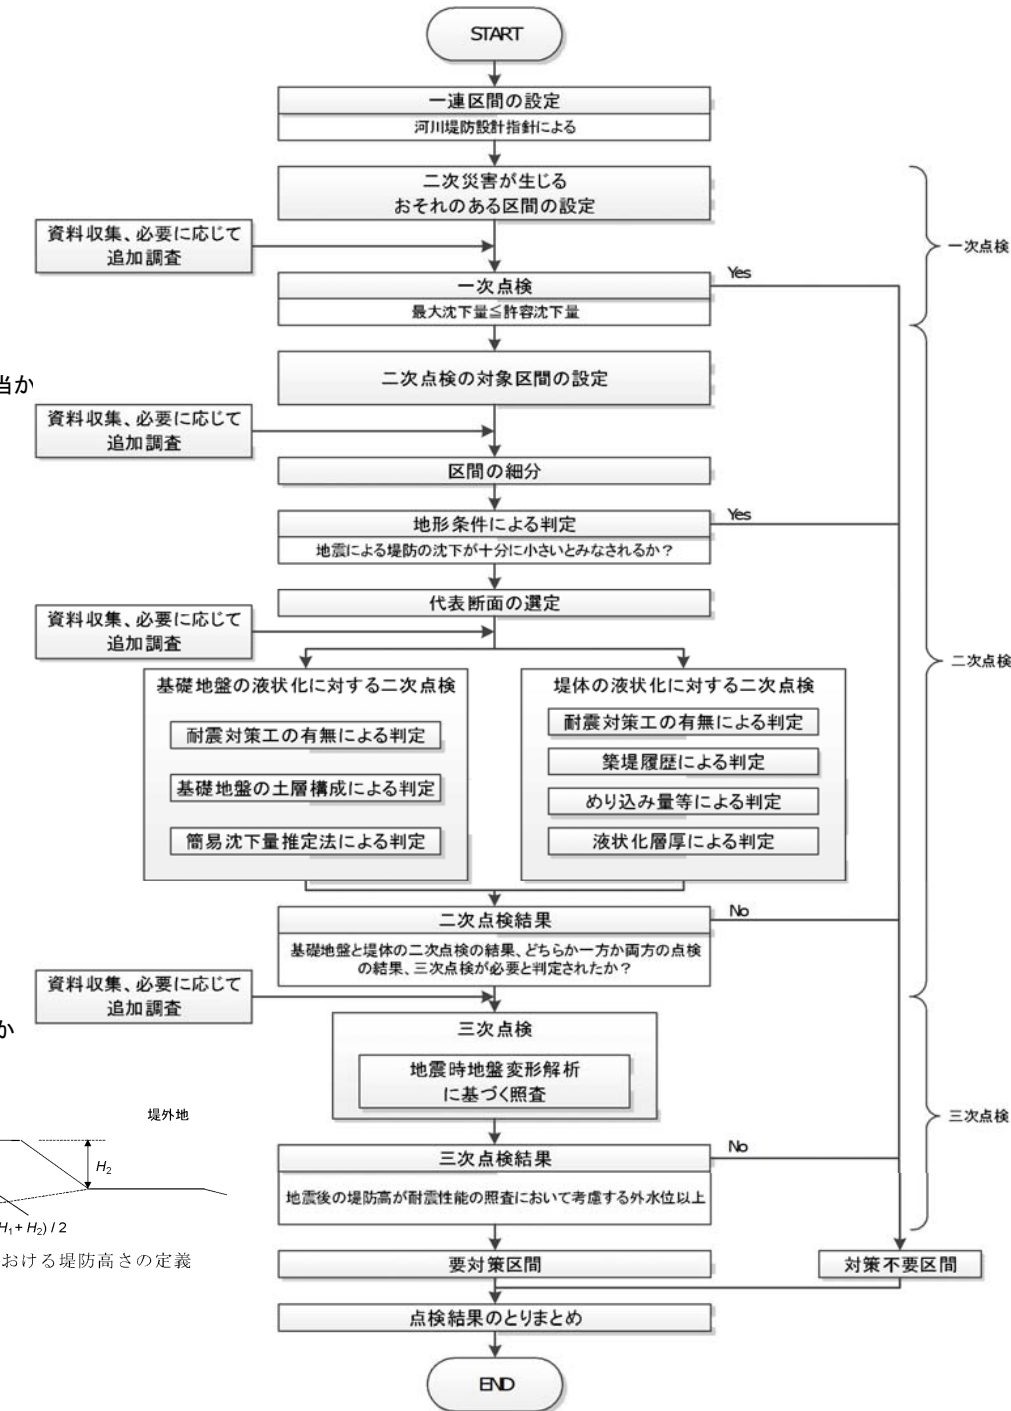 START
一連区間の設定
河川堤防設計指針による
二次災害が生じる
おそれのある区間の設定
資料収集、必要に応じて
追加調査
一次点検
一次点検
最大沈下量≦許容沈下量
Yes
二次点検の対象区間の設定
当か
資料収集、必要に応じて
追加調査
区間の細分
地形条件による判定
地震による堤防の沈下が十分に小さいとみなされるか？
Yes
代表断面の選定
資料収集、必要に応じて
追加調査
二次点検
基礎地盤の液状化に対する二次点検
耐震対策工の有無による判定
基礎地盤の土層構成による判定
簡易沈下量推定法による判定
堤体の液状化に対する二次点検
耐震対策工の有無による判定
築堤履歴による判定
めり込み量等による判定
液状化層厚による判定
二次点検結果
基礎地盤と堤体の二次点検の結果、どちらか一方か両方の点検
の結果、三次点検が必要と判定されたか？
No
資料収集、必要に応じて
追加調査
か
三次点検
地震時地盤変形解析
に基づく照査
三次点検
堤外地
H2
H1 + H2) / 2
おける堤防高さの定義
三次点検結果
地震後の堤防高が耐震性能の照査において考慮する外水位以上
No
要対策区間
対策不要区間
点検結果のとりまとめ
END